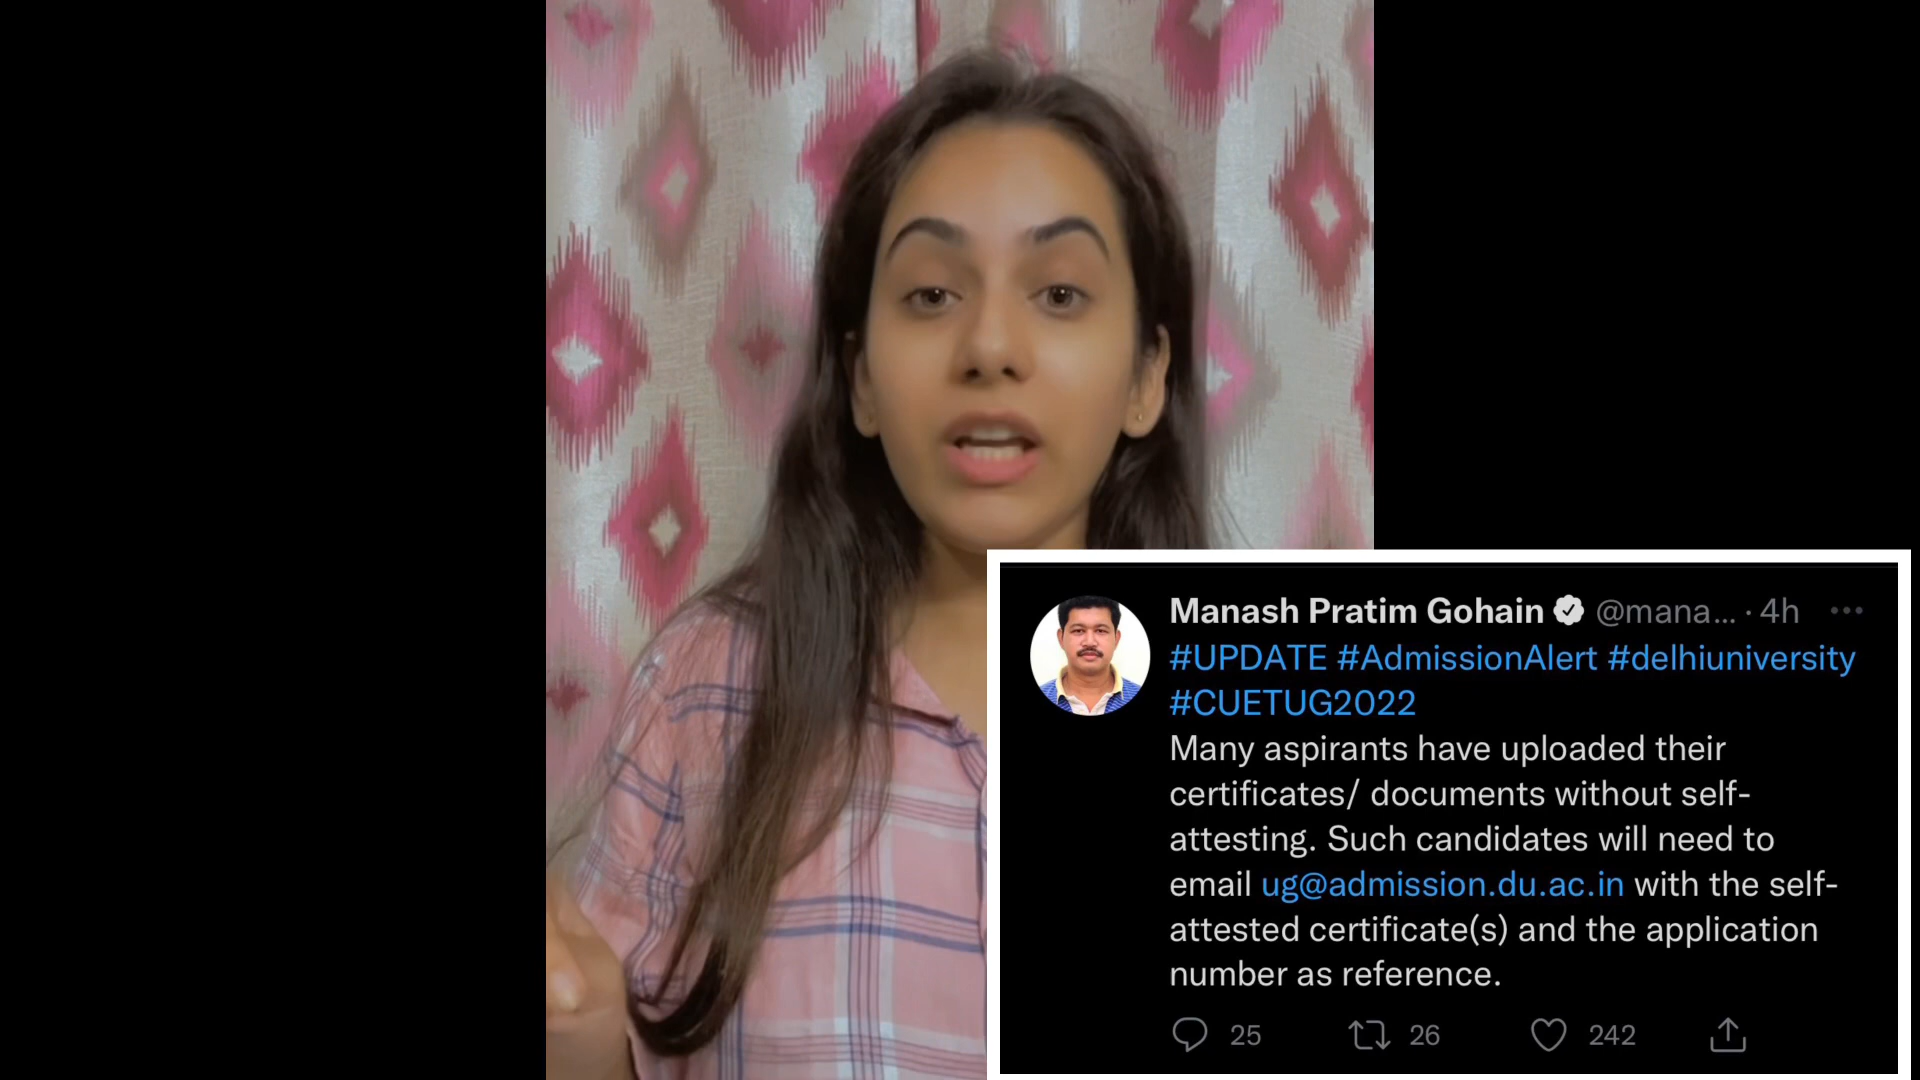 Manash Pratim Gohain @mana... · 4h
#UPDATE #AdmissionAlert #delhiuniversity
#CUETUG2022
Many aspirants have uploaded their
certificates/ documents without self-
attesting. Such candidates will need to
email ug@admission.du.ac.in with the self-
attested certificate(s) and the application
number as reference.
25 26 242